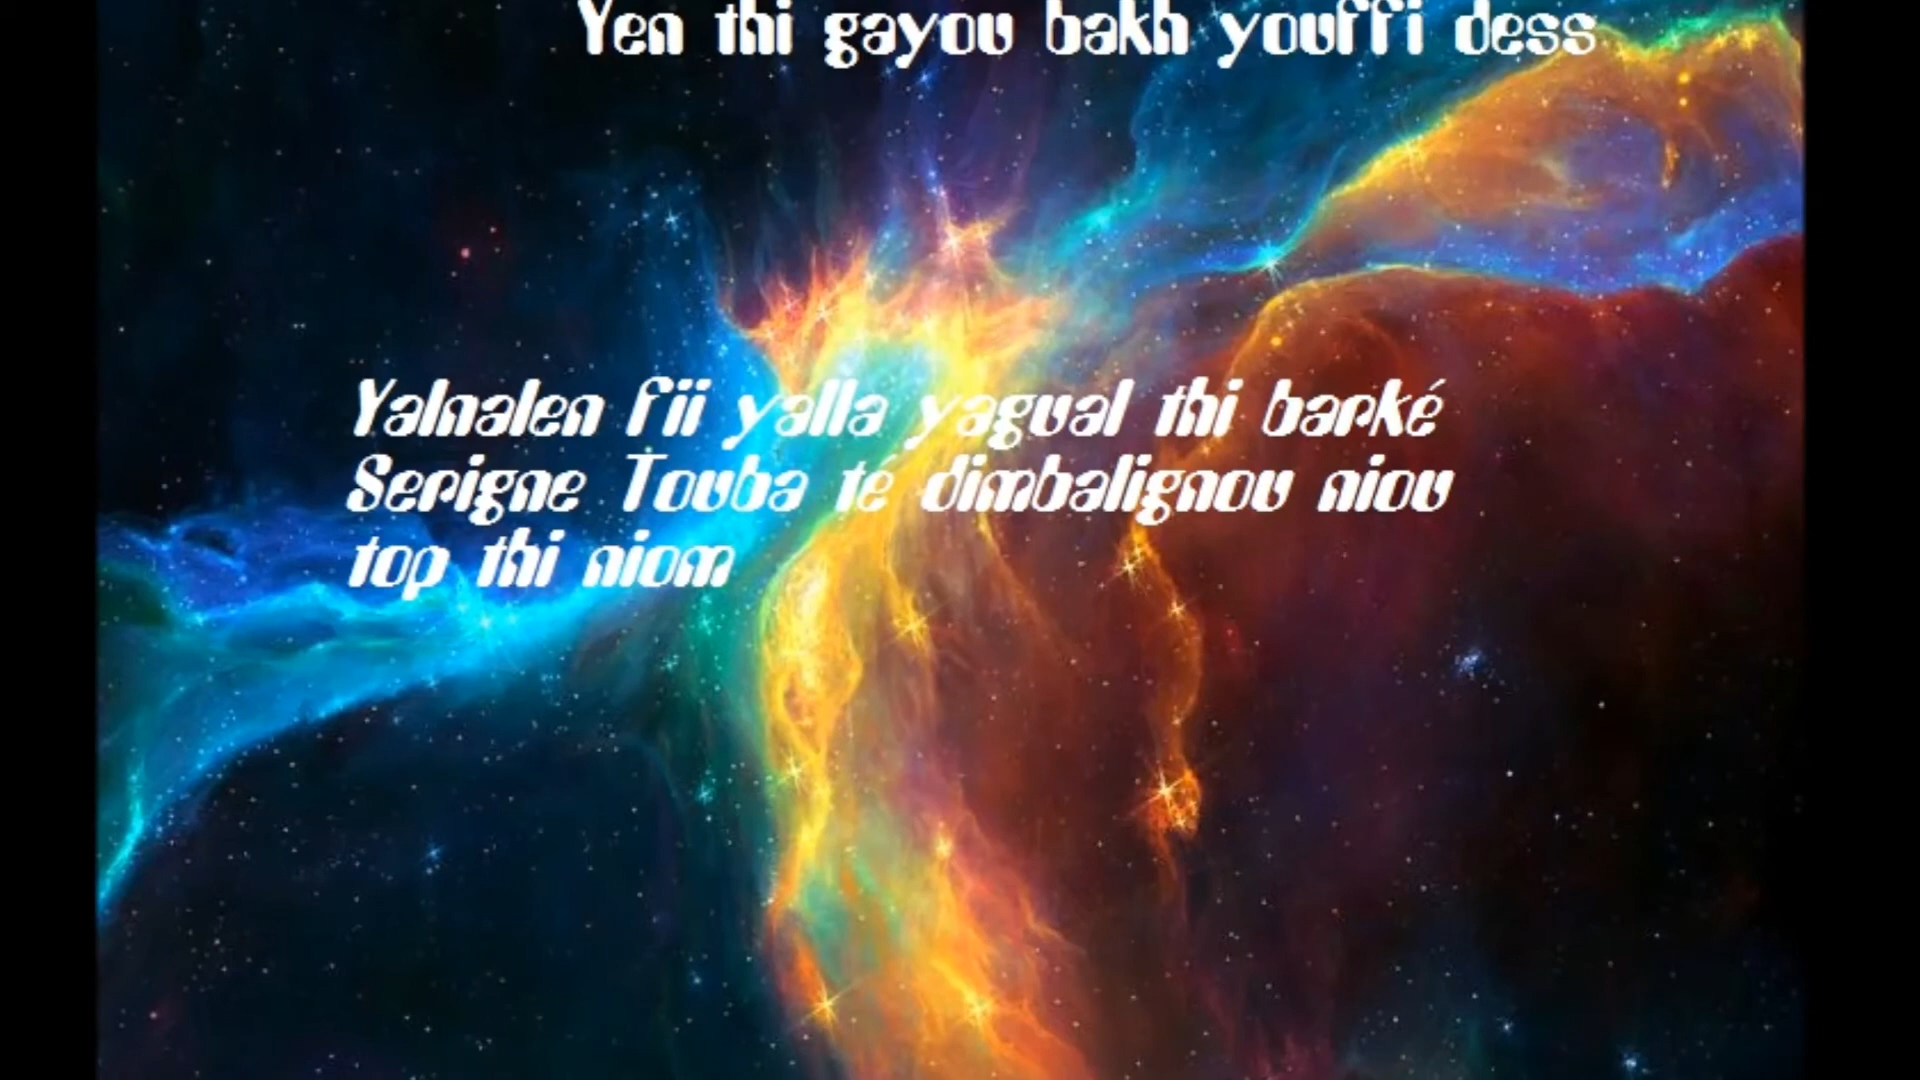 Yen thi gayou bakh youffi dess
Yalnalen fii yalla yagual thi barké
Serigne Touba té dimbalignou niou
top thi niom